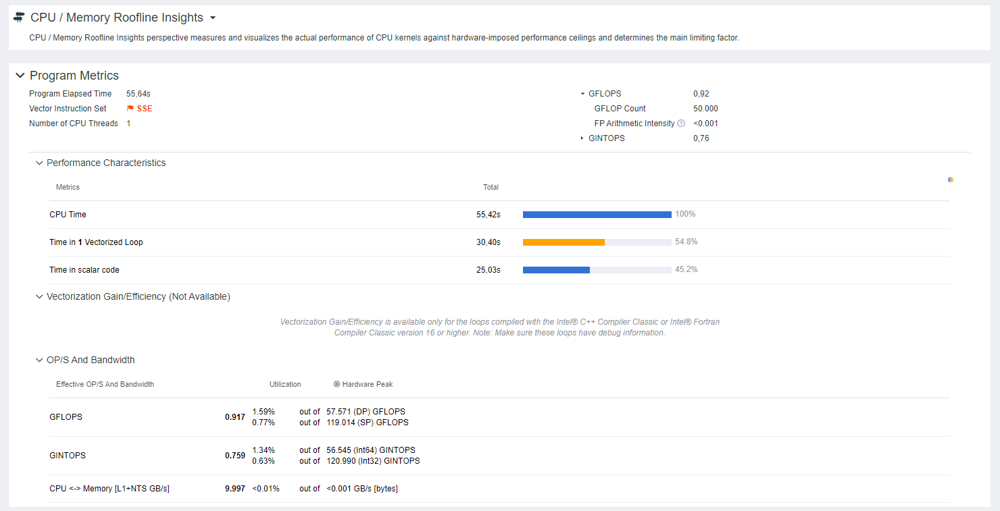 CPU / Memory Roofline Insights
CPU / Memory Roofline Insights perspective measures and visualizes the actual performance of CPU kernels against hardware-imposed performance ceilings and determines the main limiting factor.
Program Metrics
Program Elapsed Time 55,64s
Vector Instruction Set SSE
Number of CPU Threads 1
GFLOPS 0,92
GFLOP Count 50.000
FP Arithmetic Intensity <0.001
GINTOPS 0,76
Performance Characteristics
Metrics Total
CPU Time 55,42s 100%
Time in 1 Vectorized Loop 30,40s 54.8%
Time in scalar code 25,03s 45.2%
Vectorization Gain/Efficiency (Not Available)
Vectorization Gain/Efficiency is available only for the loops compiled with the Intel® C++ Compiler Classic or Intel® Fortran
Compiler Classic version 16 or higher. Note: Make sure these loops have debug information.
OP/S And Bandwidth
Effective OP/S And Bandwidth Utilization Hardware Peak
GFLOPS 0.917 1.59% out of 57.571 (DP) GFLOPS
0.77% out of 119.014 (SP) GFLOPS
GINTOPS 0.759 1.34% out of 56.545 (Int64) GINTOPS
0.63% out of 120.990 (Int32) GINTOPS
CPU <-> Memory [L1+NTS GB/s] 9.997 <0.01% out of <0.001 GB/s [bytes]